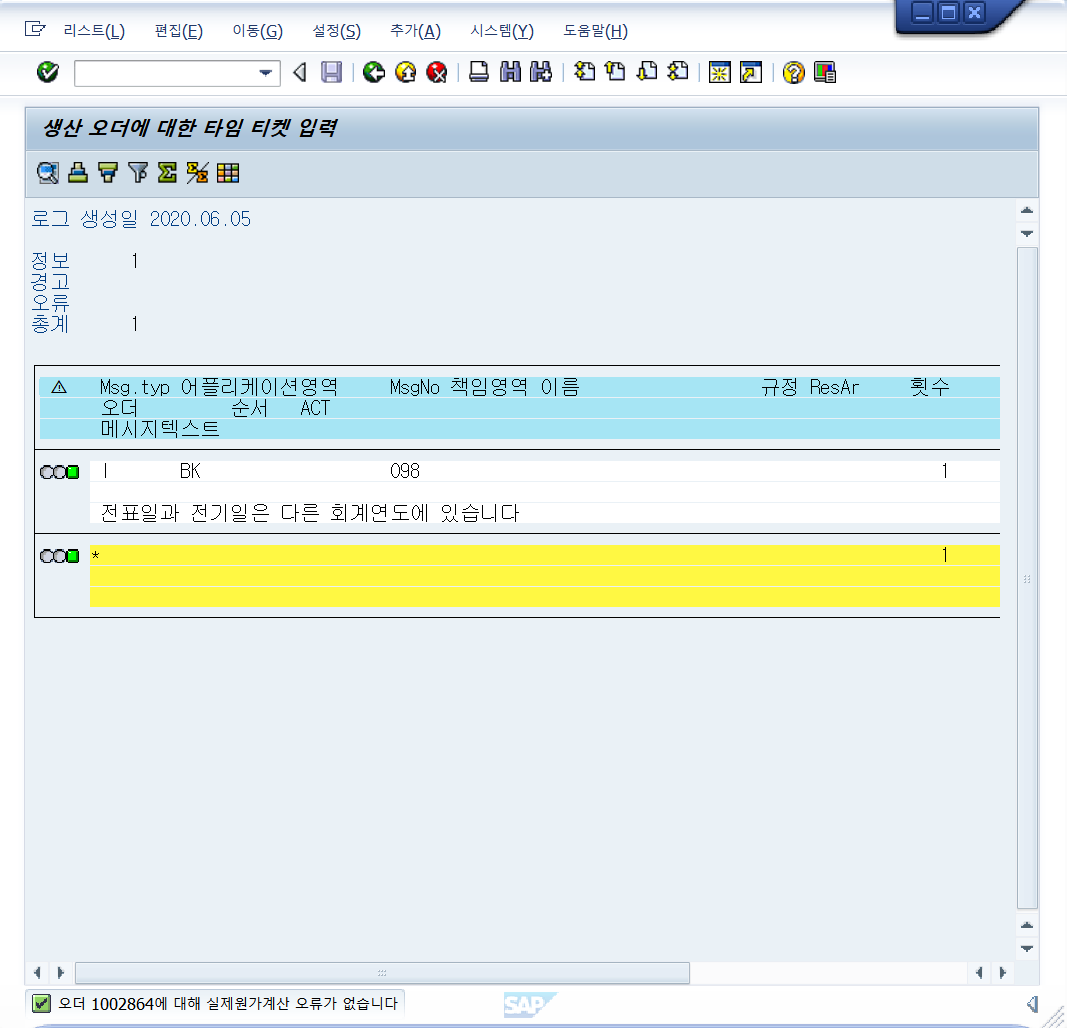 리스트(L) 편집(E) 이동(G) 설정(S) 추가(A) 시스템(Y) 도움말(H)
생산 오더에 대한 타임 티켓 입력
로그 생성일 2020.06.05
정보 1
경고
오류
총계 1
Msg.typ 어플리케이션영역 MsgNo 책임영역 이름 규정 ResAr 횟수
오더 순서 ACT
메시지텍스트
I BK 098 1
전표일과 전기일은 다른 회계연도에 있습니다
* 1
오더 1002864에 대해 실제원가계산 오류가 없습니다
SAP